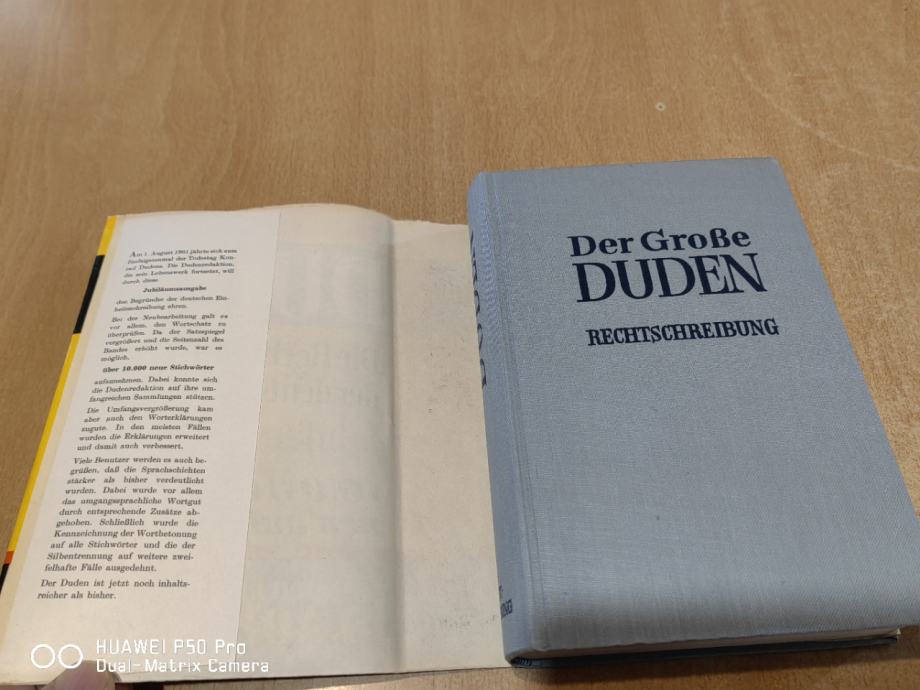 Am 1. August 1961 jährte sich zum
fünfzigstenmal der Todestag Kon-
rad Dudens. Die Dudenredaktion,
die sein Lebenswerk fortsetzt, will
durch diese
Jubiläumsausgabe
den Begründer der deutschen Ein-
heitsschreibung ehren.
Bei der Neubearbeitung galt es
vor allem, den Wortschatz zu
überprüfen. Da der Satzspiegel
vergrößert und die Seitenzahl des
Bandes erhöht wurde, war es
möglich,
über 10.000 neue Stichwörter
aufzunehmen. Dabei konnte sich
die Dudenredaktion auf ihre um-
fangreichen Sammlungen stützen.
Die Umfangsvergrößerung kam
aber auch den Worterklärungen
zugute. In den meisten Fällen
wurden die Erklärungen erweitert
und damit auch verbessert.
Viele Benutzer werden es auch be-
grüßen, daß die Sprachschichten
stärker als bisher verdeutlicht
wurden. Dabei wurde vor allem
das umgangssprachliche Wortgut
durch entsprechende Zusätze ab-
gehoben. Schließlich wurde die
Kennzeichnung der Wortbetonung
auf alle Stichwörter und die der
Silbentrennung auf weitere zwei-
felhafte Fälle ausgedehnt.
Der Duden ist jetzt noch inhalts-
reicher als bisher.
Der Große
DUDEN
RECHTSCHREIBUNG
HUAWEI P50 Pro
Dual-Matrix Camera